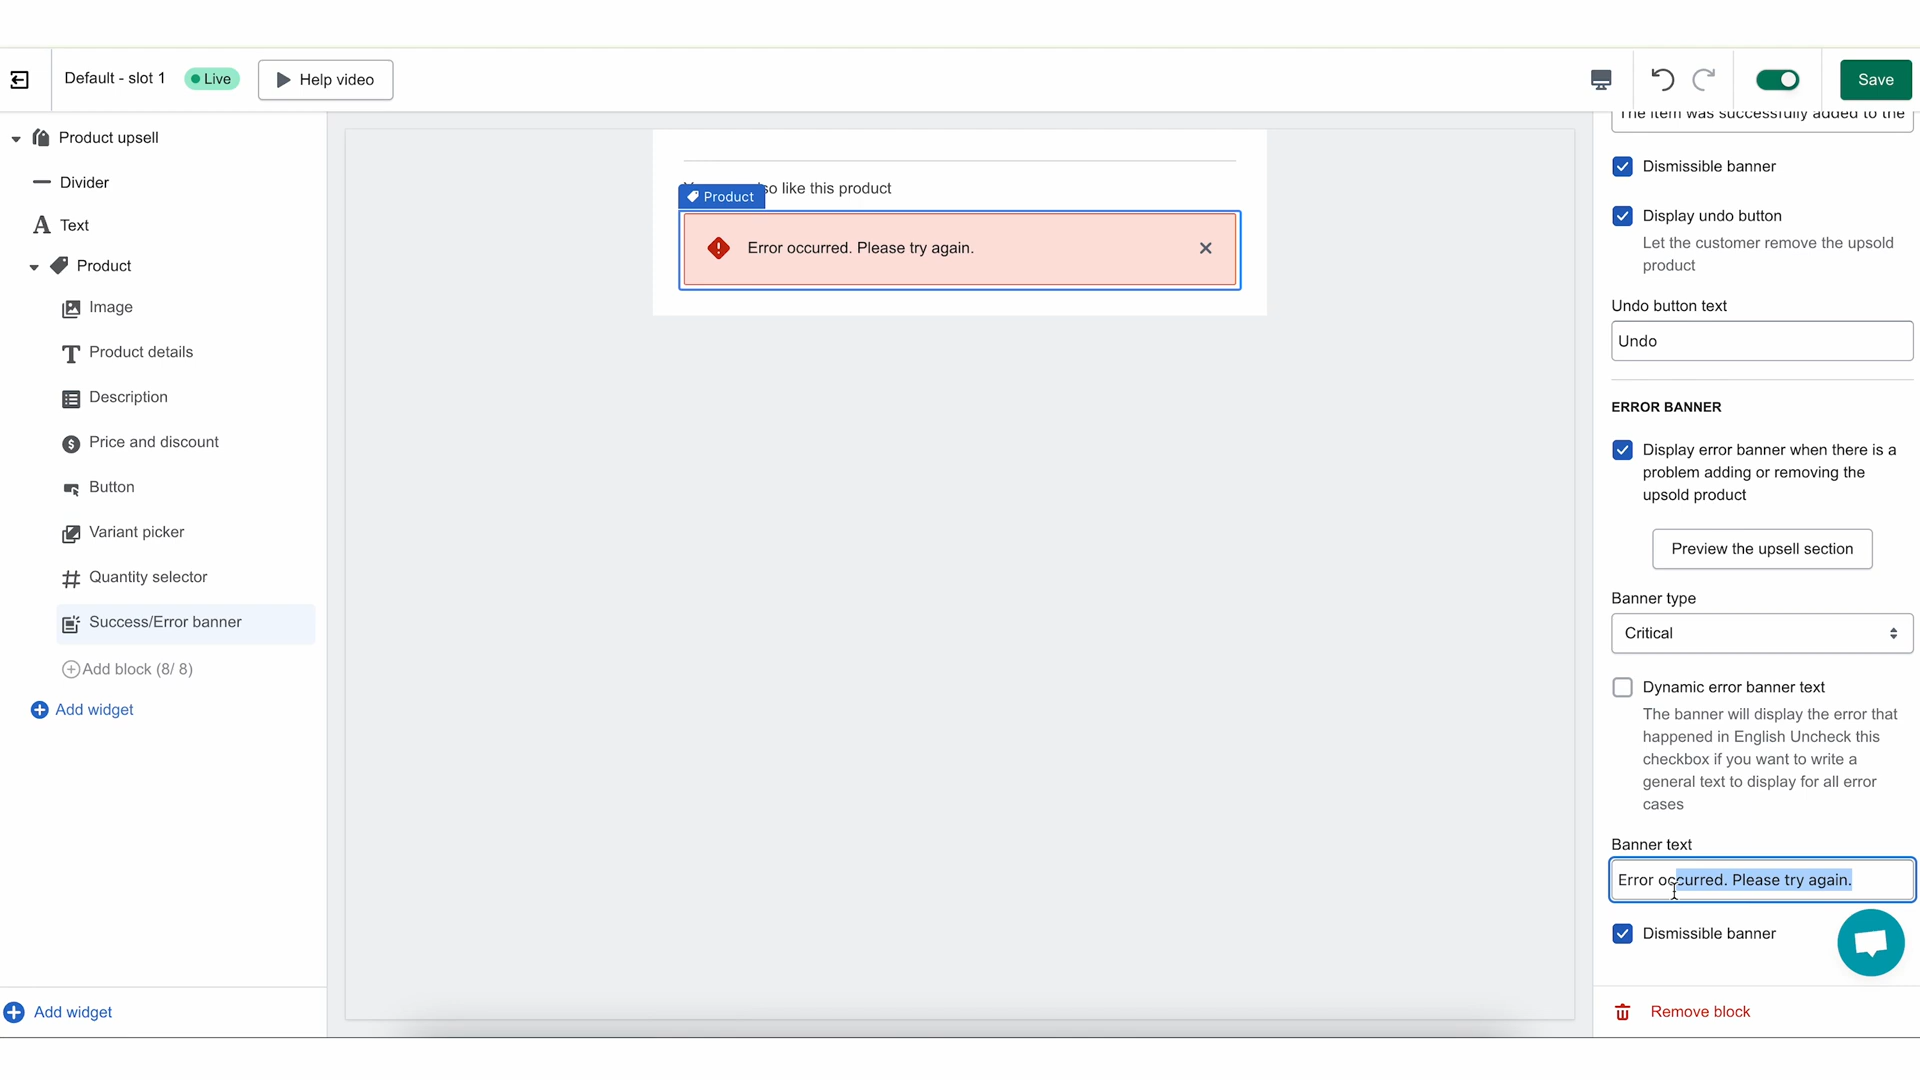 Default - slot 1
Live
Help video
Save
Product upsell
Divider
Text
Product
Image
Product details
Description
Price and discount
Button
Variant picker
Quantity selector
Success/Error banner
Add block (8/ 8)
Add widget
Add widget
so like this product
Product
Error occurred. Please try again.
The item was successfully added to the
Dismissible banner
Display undo button
Let the customer remove the upsold
product
Undo button text
Undo
ERROR BANNER
Display error banner when there is a
problem adding or removing the
upsold product
Preview the upsell section
Banner type
Critical
Dynamic error banner text
The banner will display the error that
happened in English Uncheck this
checkbox if you want to write a
general text to display for all error
cases
Banner text
Error occurred. Please try again.
Dismissible banner
Remove block